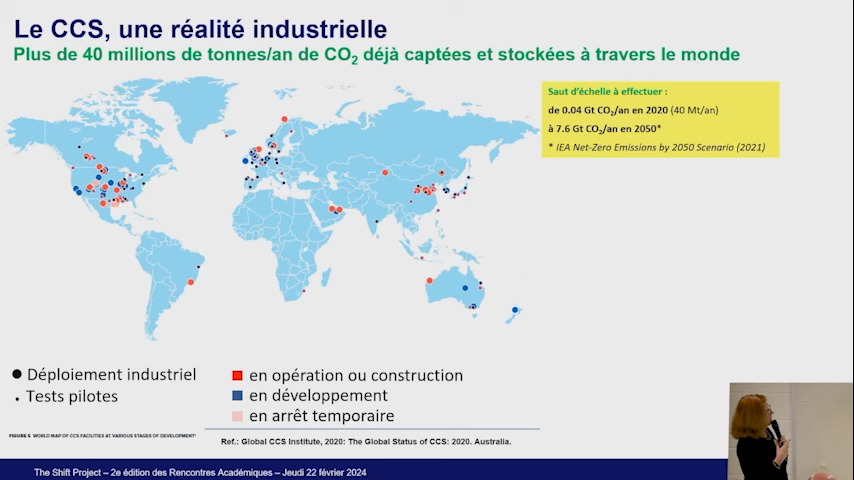 Le CCS, une réalité industrielle
Plus de 40 millions de tonnes/an de CO2 déjà captées et stockées à travers le monde
Saut d'échelle à effectuer :
de 0.04 Gt CO2/an en 2020 (40 Mt/an)
à 7.6 Gt CO2/an en 2050*
* IEA Net-Zero Emissions by 2050 Scenario (2021)
Déploiement industriel
Tests pilotes
en opération ou construction
en développement
en arrêt temporaire
FIGURE 5 WORLD MAP OF CCS FACILITIES AT VARIOUS STAGES OF DEVELOPMENT
Ref.: Global CCS Institute, 2020: The Global Status of CCS: 2020. Australia.
The Shift Project – 2e édition des Rencontres Académiques – Jeudi 22 février 2024